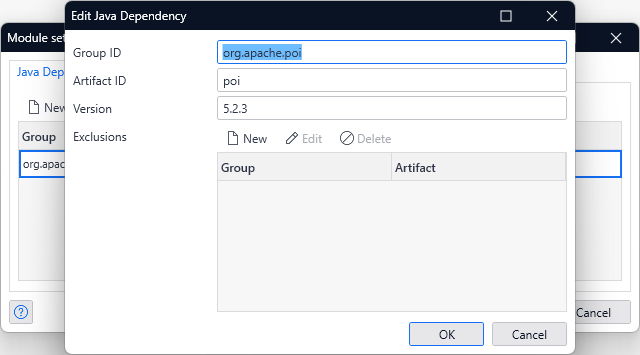 Edit Java Dependency
Module set
Java Dep
New
Group
org.apac
Group ID
org.apache.poi
Artifact ID
poi
Version
5.2.3
Exclusions
New Edit Delete
Group Artifact
OK Cancel
? Cancel